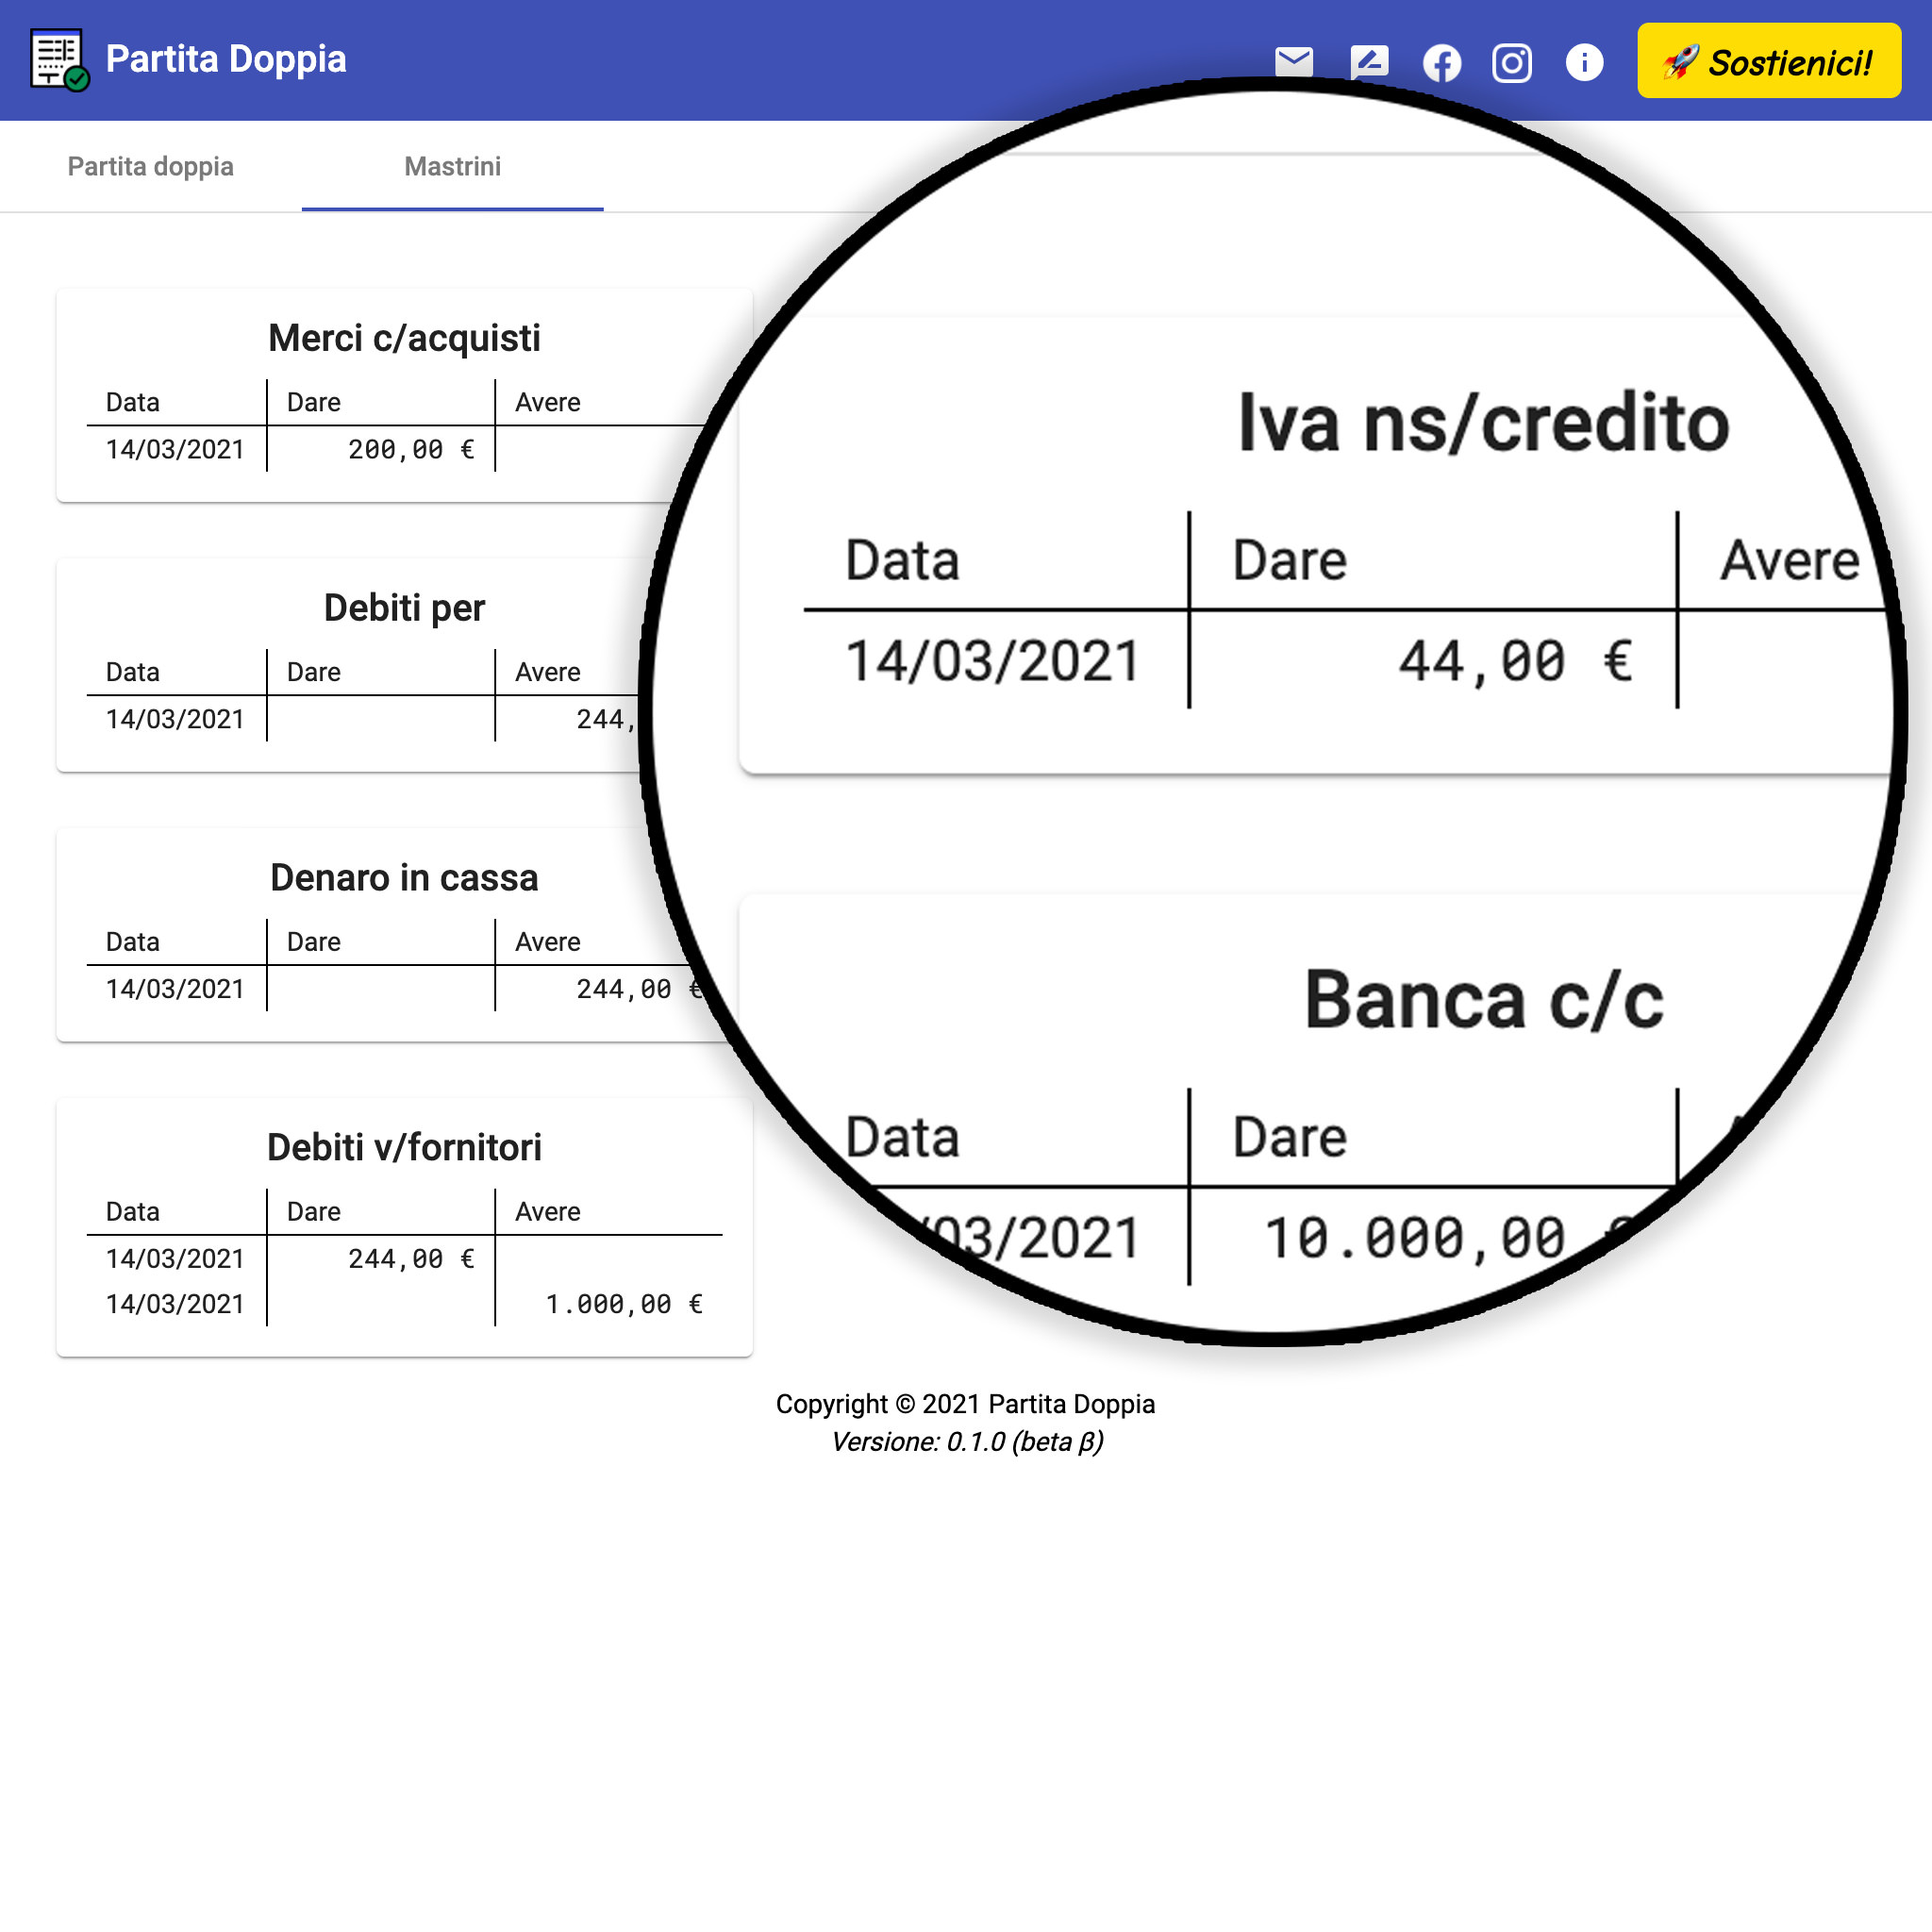 Partita Doppia
Sostienici!
Partita doppia Mastrini
Merci c/acquisti
Data Dare Avere
14/03/2021 200,00 €
Debiti per
Data Dare Avere
14/03/2021 244,
Denaro in cassa
Data Dare Avere
14/03/2021 244,00 €
Debiti v/fornitori
Data Dare Avere
14/03/2021 244,00 €
14/03/2021 1.000,00 €
Iva ns/credito
Data Dare Avere
14/03/2021 44,00 €
Banca c/c
Data Dare
/03/2021 10.000,00 €
Copyright © 2021 Partita Doppia
Versione: 0.1.0 (beta β)